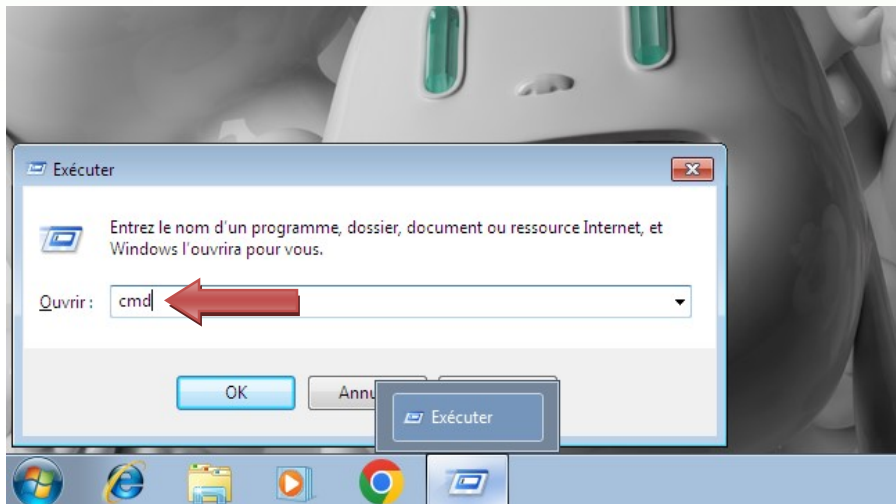 Exécuter
Entrez le nom d'un programme, dossier, document ou ressource Internet, et
Windows l'ouvrira pour vous.
Ouvrir :
cmd
OK
Exécuter